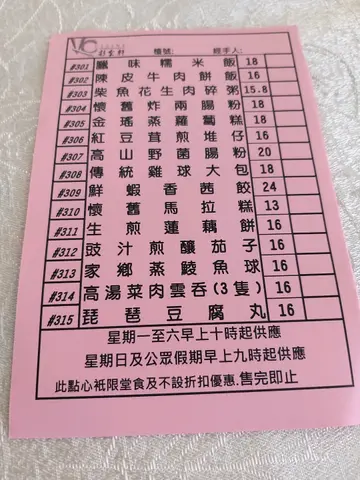 彩雲軒 檯號: 經手人:
#301 臘味糯米飯 18
#302 陳皮牛肉餅飯 16
#303 柴魚花生肉碎粥 15.8
#304 懷舊炸兩腸粉 18
#305 金瑤蒸蘿蔔糕 18
#306 紅豆茸煎堆仔 16
#307 高山野菌腸粉 20
#308 傳統雞球大包 18
#309 鮮蝦香茜餃 24
#310 懷舊馬拉糕 13
#311 生煎蓮藕餅 16
#312 豉汁煎釀茄子 16
#313 家鄉蒸鯪魚球 16
#314 高湯菜肉雲吞(3隻) 16
#315 琵琶豆腐丸 16
星期一至六早上十時起供應
星期日及公眾假期早上九時起供應
此點心祇限堂食及不設折扣優惠,售完即止